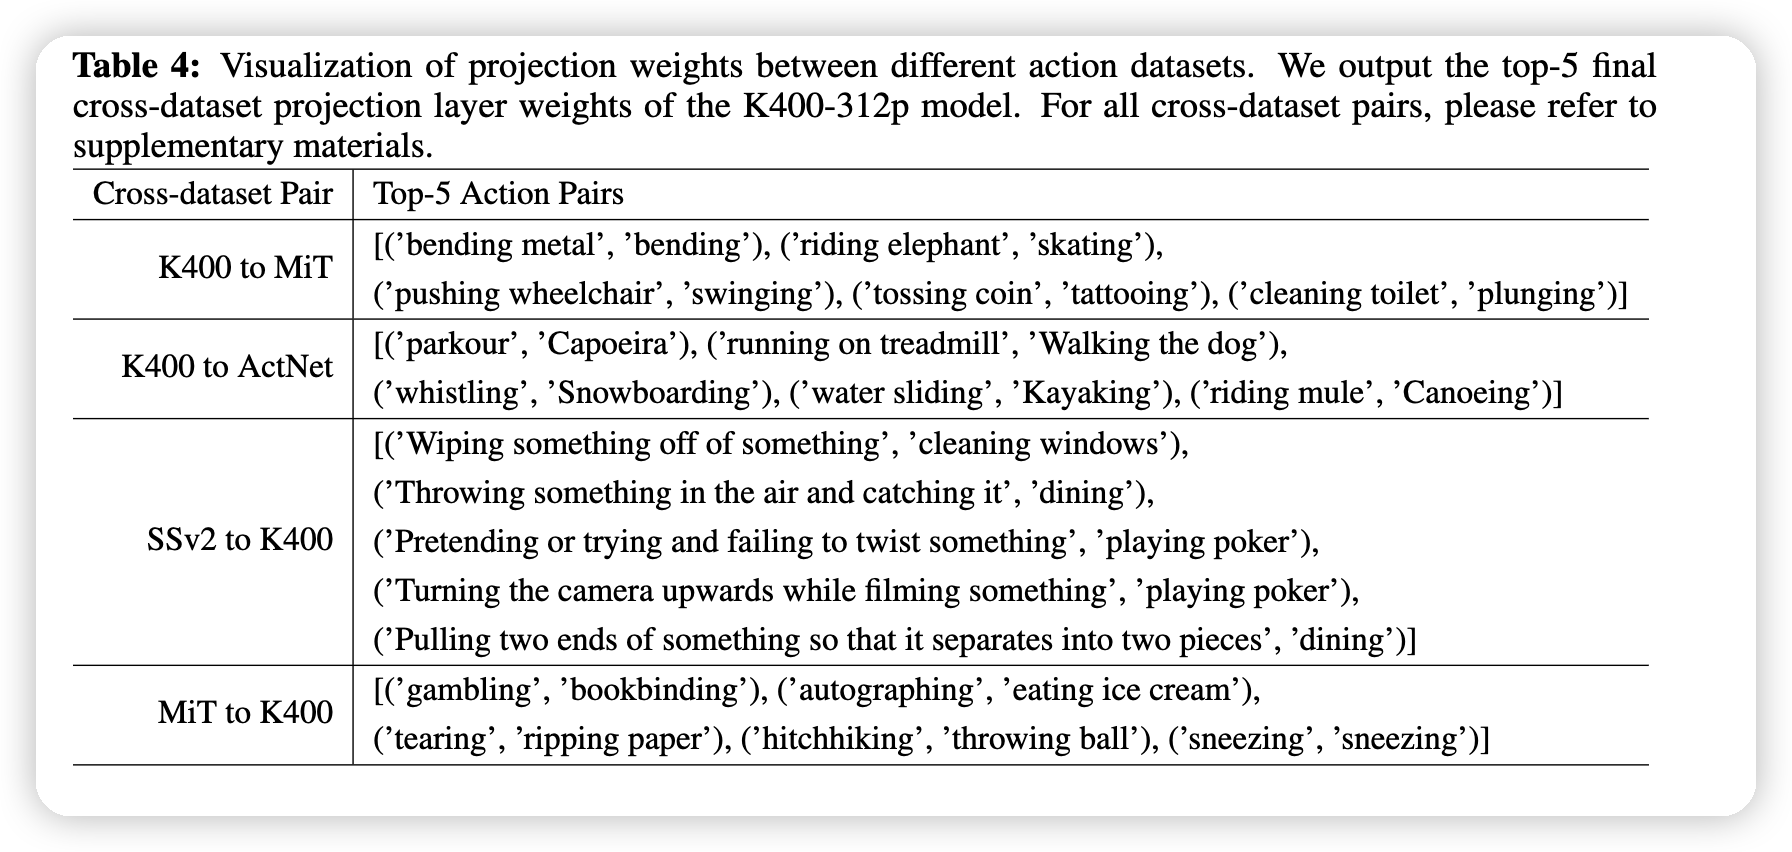 Table 4: Visualization of projection weights between different action datasets. We output the top-5 final
cross-dataset projection layer weights of the K400-312p model. For all cross-dataset pairs, please refer to
supplementary materials.
Cross-dataset Pair Top-5 Action Pairs
K400 to MiT
[(’bending metal’, ’bending’), (’riding elephant’, ’skating’),
(’pushing wheelchair’, ’swinging’), (’tossing coin’, ’tattooing’), (’cleaning toilet’, ’plunging’)]
K400 to ActNet
[(’parkour’, ’Capoeira’), (’running on treadmill’, ’Walking the dog’),
(’whistling’, ’Snowboarding’), (’water sliding’, ’Kayaking’), (’riding mule’, ’Canoeing’)]
SSv2 to K400
[(’Wiping something off of something’, ’cleaning windows’),
(’Throwing something in the air and catching it’, ’dining’),
(’Pretending or trying and failing to twist something’, ’playing poker’),
(’Turning the camera upwards while filming something’, ’playing poker’),
(’Pulling two ends of something so that it separates into two pieces’, ’dining’)]
MiT to K400
[(’gambling’, ’bookbinding’), (’autographing’, ’eating ice cream’),
(’tearing’, ’ripping paper’), (’hitchhiking’, ’throwing ball’), (’sneezing’, ’sneezing’)]